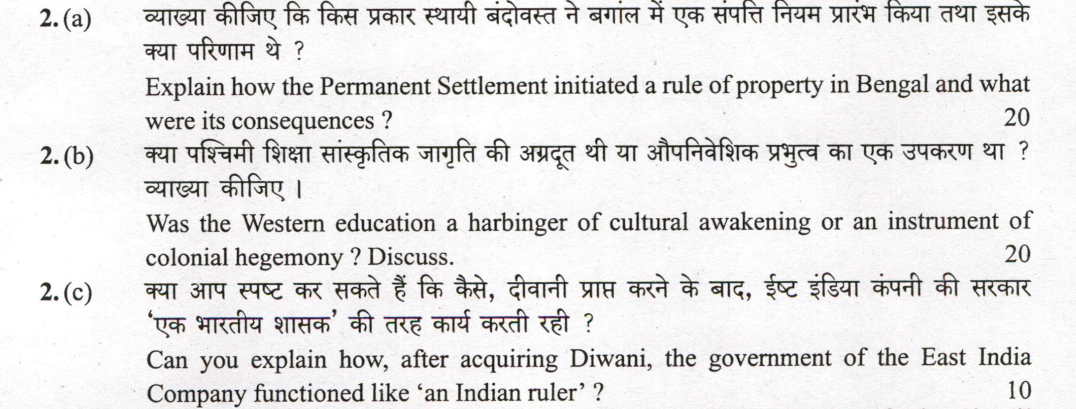 2. (a) व्याख्या कीजिए कि किस प्रकार स्थायी बंदोवस्त ने बगांल में एक संपत्ति नियम प्रारंभ किया तथा इसके
क्या परिणाम थे ?
Explain how the Permanent Settlement initiated a rule of property in Bengal and what
were its consequences ? 20
2. (b) क्या पश्चिमी शिक्षा सांस्कृतिक जागृति की अग्रदूत थी या औपनिवेशिक प्रभुत्व का एक उपकरण था ?
व्याख्या कीजिए ।
Was the Western education a harbinger of cultural awakening or an instrument of
colonial hegemony ? Discuss. 20
2. (c) क्या आप स्पष्ट कर सकते हैं कि कैसे, दीवानी प्राप्त करने के बाद, ईष्ट इंडिया कंपनी की सरकार
‘एक भारतीय शासक’ की तरह कार्य करती रही ?
Can you explain how, after acquiring Diwani, the government of the East India
Company functioned like ‘an Indian ruler’ ? 10